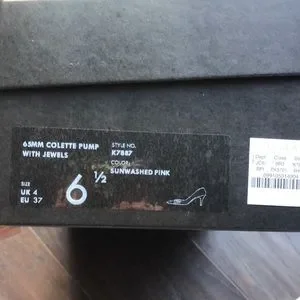 65MM COLETTE PUMP
WITH JEWELS
STYLE NO.
K7887
COLOR
SUNWASHED PINK
SIZE
UK 4
EU 37
6 ½